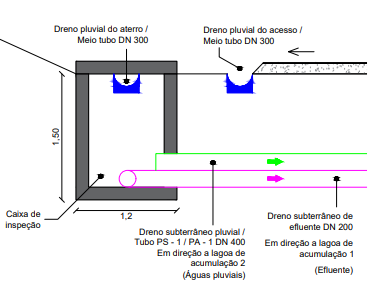 Dreno pluvial do aterro /
Meio tubo DN 300
Dreno pluvial do acesso /
Meio tubo DN 300
1,50
1,2
Caixa de
inspeção
Dreno subterrâneo pluvial /
Tubo PS - 1 / PA - 1 DN 400
Em direção a lagoa de
acumulação 2
(Águas pluviais)
Dreno subterrâneo de
efluente DN 200
Em direção a lagoa de
acumulação 1
(Efluente)